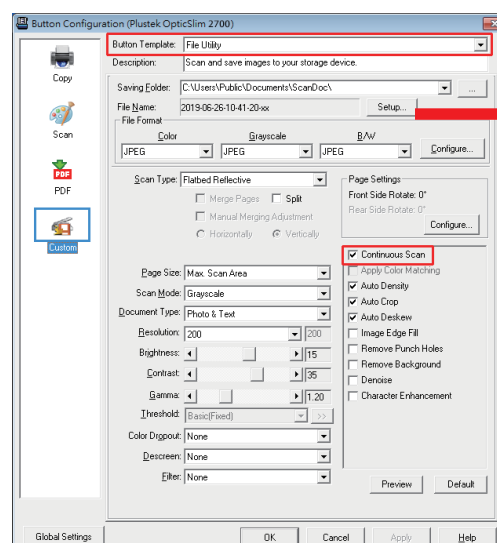 Button Configuration (Plustek OpticSlim 2700)
Copy
Scan
PDF
PDF
Custom
Global Settings
Button Template: File Utility
Description: Scan and save images to your storage device.
Saving Folder: C:\Users\Public\Documents\ScanDoc\ ...
File Name: 2019-06-26-10-41-20-xx Setup...
File Format
Color Grayscale B/W
JPEG JPEG JPEG Configure...
Scan Type: Flatbed Reflective
Merge Pages Split
Manual Merging Adjustment
Horizontally Vertically
Page Size: Max. Scan Area
Scan Mode: Grayscale
Document Type: Photo & Text
Resolution: 200 200
Brightness: 15
Contrast: 35
Gamma: 1.20
Threshold: Basic(Fixed) >>
Color Dropout: None
Descreen: None
Filter: None
Page Settings
Front Side Rotate: 0°
Rear Side Rotate: 0°
Configure...
Continuous Scan
Apply Color Matching
Auto Density
Auto Crop
Auto Deskew
Image Edge Fill
Remove Punch Holes
Remove Background
Denoise
Character Enhancement
Preview Default
OK Cancel Apply Help